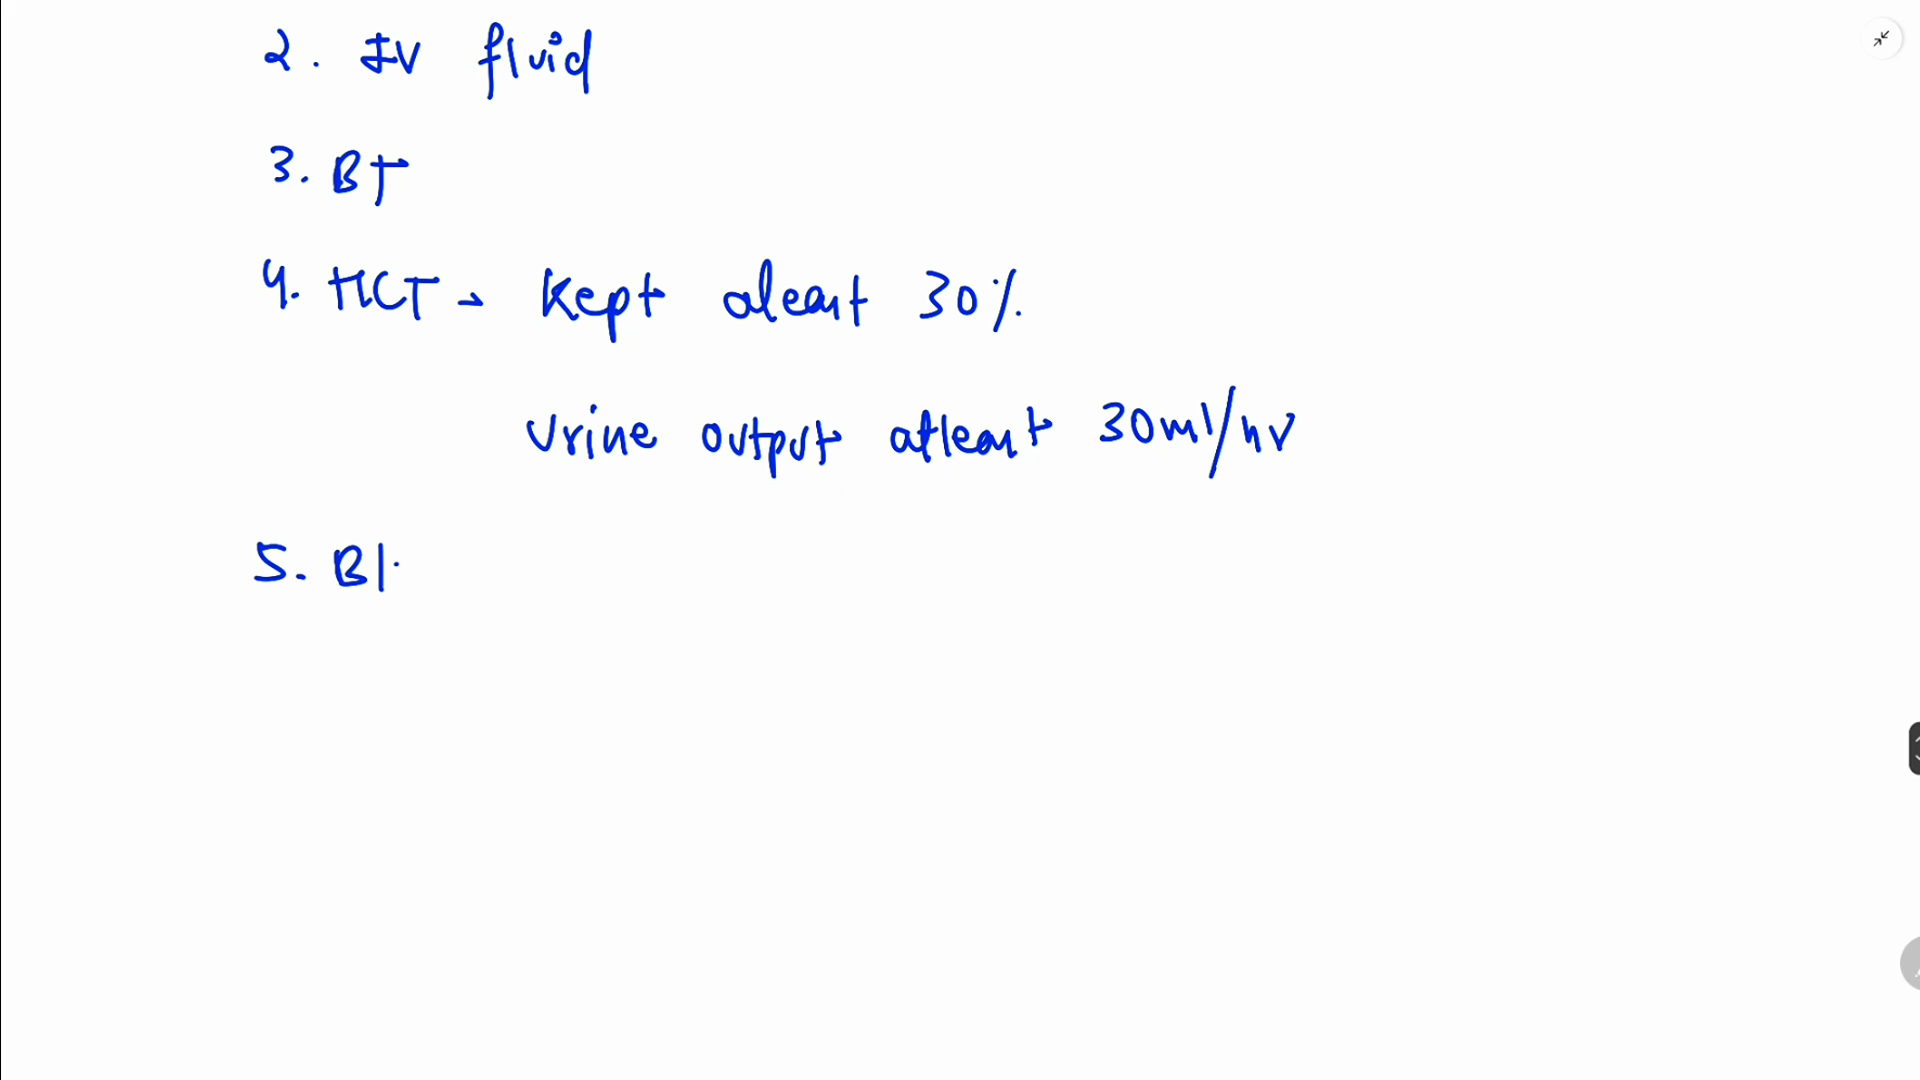 2. IV fluid
3. BT
4. HCT → Kept atleast 30%.
Urine output atleast 30ml/hr
5. Bl